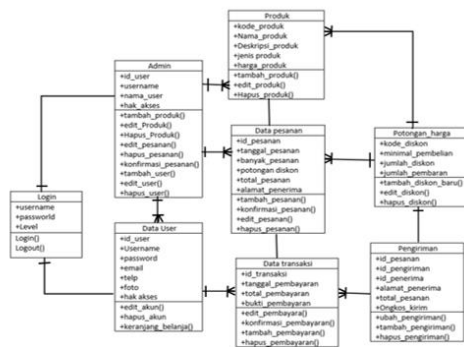 Produk
+kode_produk
+Nama_produk
+Deskripsi_produk
+jenis produk
+harga_produk
+tambah_produk()
+edit_produk()
+Hapus_produk()
Admin
+id_user
+username
+nama_user
+hak_akses
+tambah_produk()
+edit_Produk()
+Hapus_Produk()
+edit_pesanan()
+hapus_pesanan()
+konfirmasi_pesanan
+tambah_user()
+edit_user()
+hapus_user()
Data pesanan
+id_pesanan
+tanggal_pesanan
+banyak_pesanan
+potongan diskon
+total_pesanan
+alamat_penerima
+tambah_pesanan()
+konfirmasi_pesanan()
+edit_pesanan()
+hapus_pesanan()
Potongan_harga
+kode_diskon
+minimal_pembelian
+jumlah_diskon
+jumlah_pembaran
+tambah_diskon_baru()
+edit_diskon()
+hapus_diskon()
Login
+username
+passworld
+Level
Login()
Logout()
Data User
+id_user
+Username
+password
+email
+telp
+foto
+hak akses
+edit_akun()
+hapus_akun
+keranjang_belanja()
Data transaksi
+id_transaksi
+tanggal_pembayaran
+total_pembayaran
+bukti_pembayaran
+edit_pembayara()
+konfirmasi_pembayaran()
+tambah_pembayaran()
+hapus_pembayaran()
Pengiriman
+id_pesanan
+id_pengiriman
+id_penerima
+alamat_penerima
+total_pesanan
+Ongkos_kirim
+ubah_pengiriman()
+tambah_pengiriman()
+hapus_pengiriman()